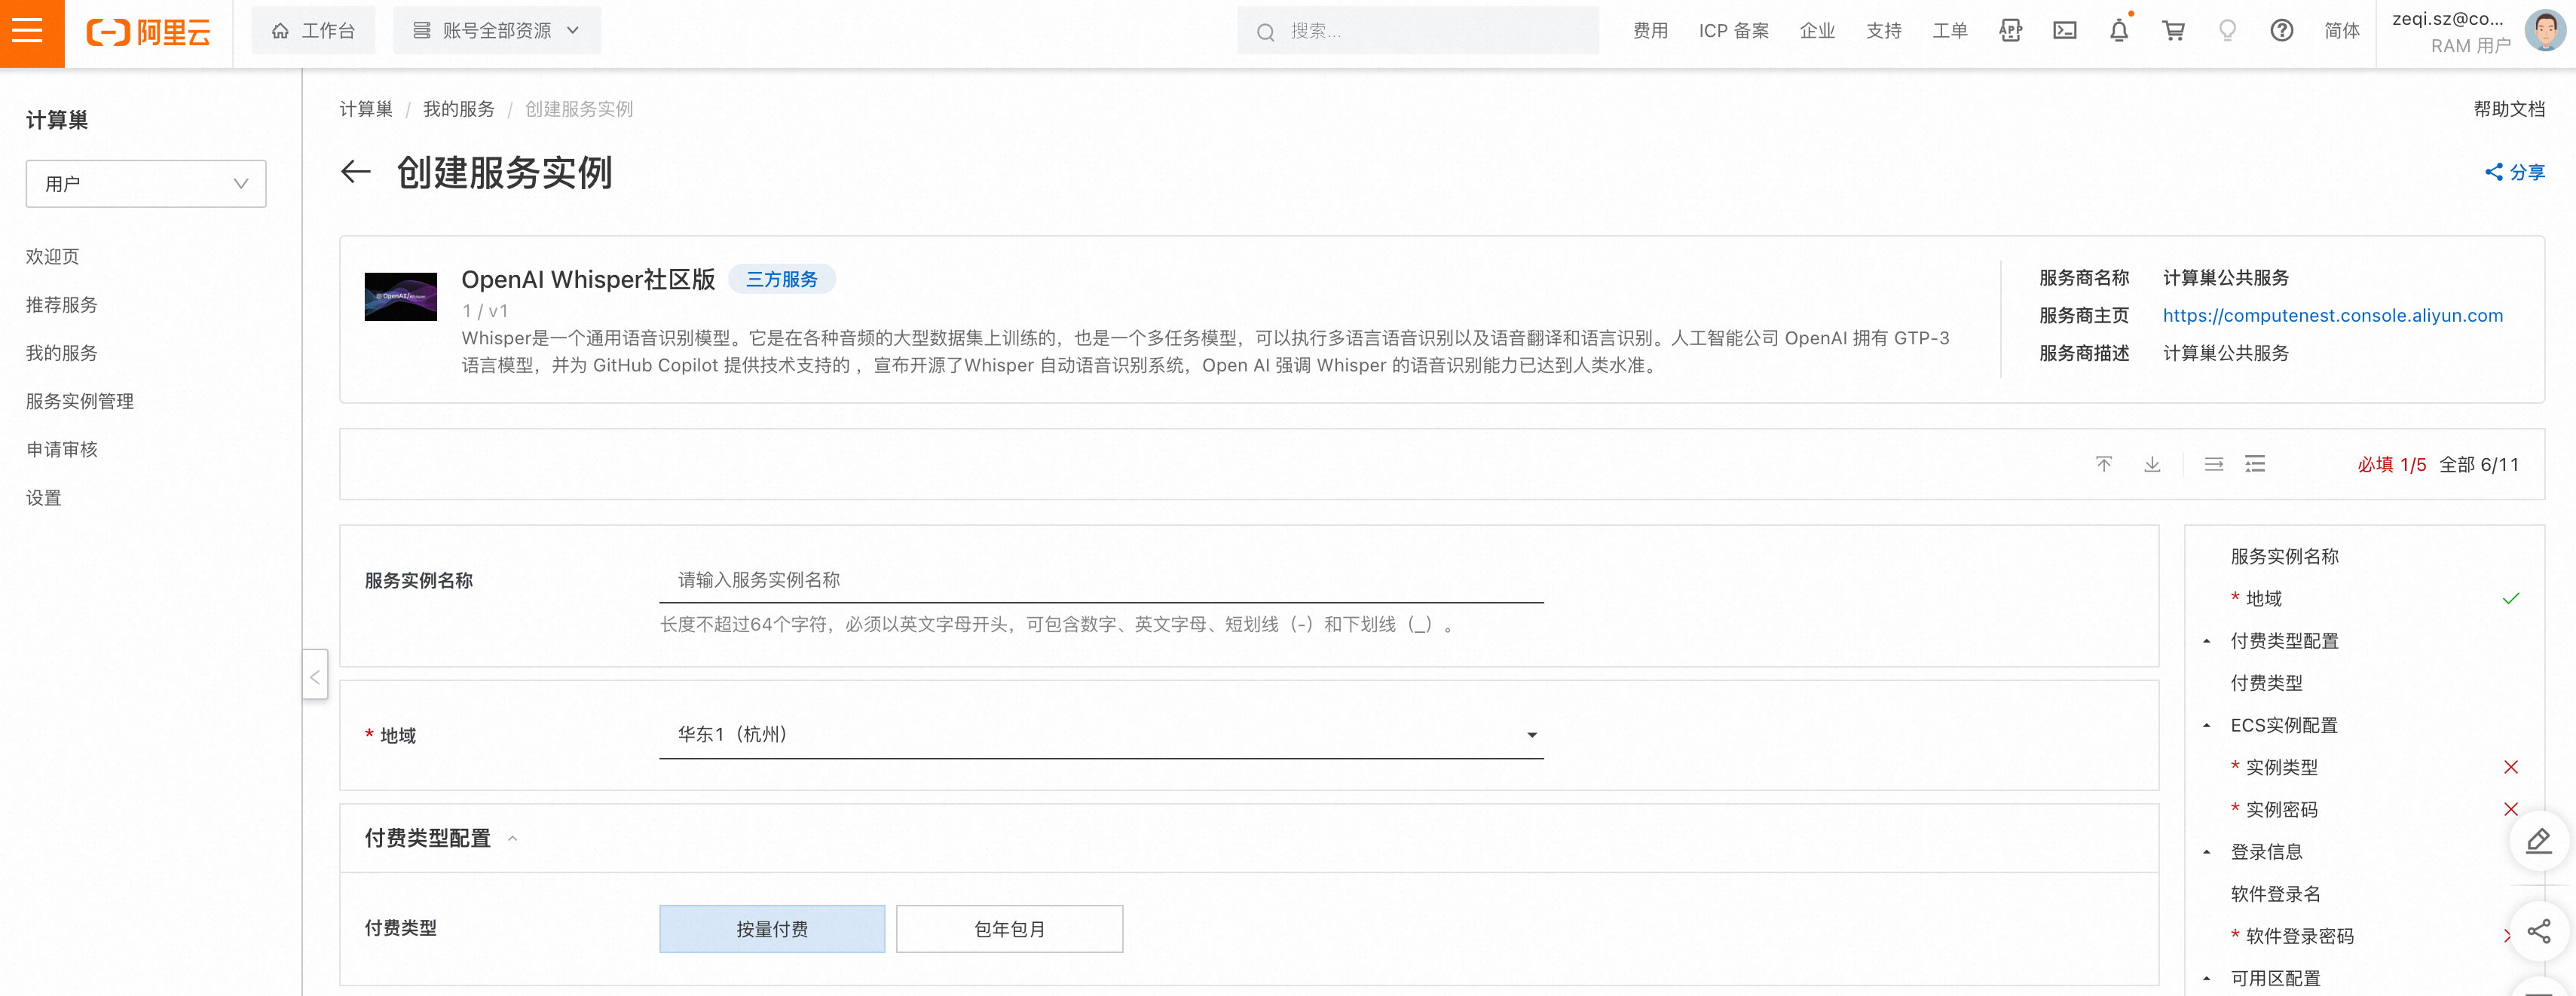 阿里云
工作台
账号全部资源
搜索...
费用
ICP 备案
企业
支持
工单
APP
简体
zeqi.sz@co...
RAM 用户
计算巢
用户
欢迎页
推荐服务
我的服务
服务实例管理
申请审核
设置
计算巢 / 我的服务 / 创建服务实例
帮助文档
创建服务实例
分享
OpenAI/Whisper
OpenAI Whisper社区版
三方服务
1 / v1
Whisper是一个通用语音识别模型。它是在各种音频的大型数据集上训练的，也是一个多任务模型，可以执行多语言语音识别以及语音翻译和语言识别。人工智能公司 OpenAI 拥有 GTP-3
语言模型，并为 GitHub Copilot 提供技术支持的 ，宣布开源了Whisper 自动语音识别系统，Open AI 强调 Whisper 的语音识别能力已达到人类水准。
服务商名称 计算巢公共服务
服务商主页 https://computenest.console.aliyun.com
服务商描述 计算巢公共服务
必填 1/5 全部 6/11
服务实例名称
请输入服务实例名称
长度不超过64个字符，必须以英文字母开头，可包含数字、英文字母、短划线（-）和下划线（_）。
* 地域
华东1（杭州）
付费类型配置
付费类型
按量付费
包年包月
服务实例名称
* 地域
付费类型配置
付费类型
ECS实例配置
* 实例类型
* 实例密码
登录信息
软件登录名
* 软件登录密码
可用区配置